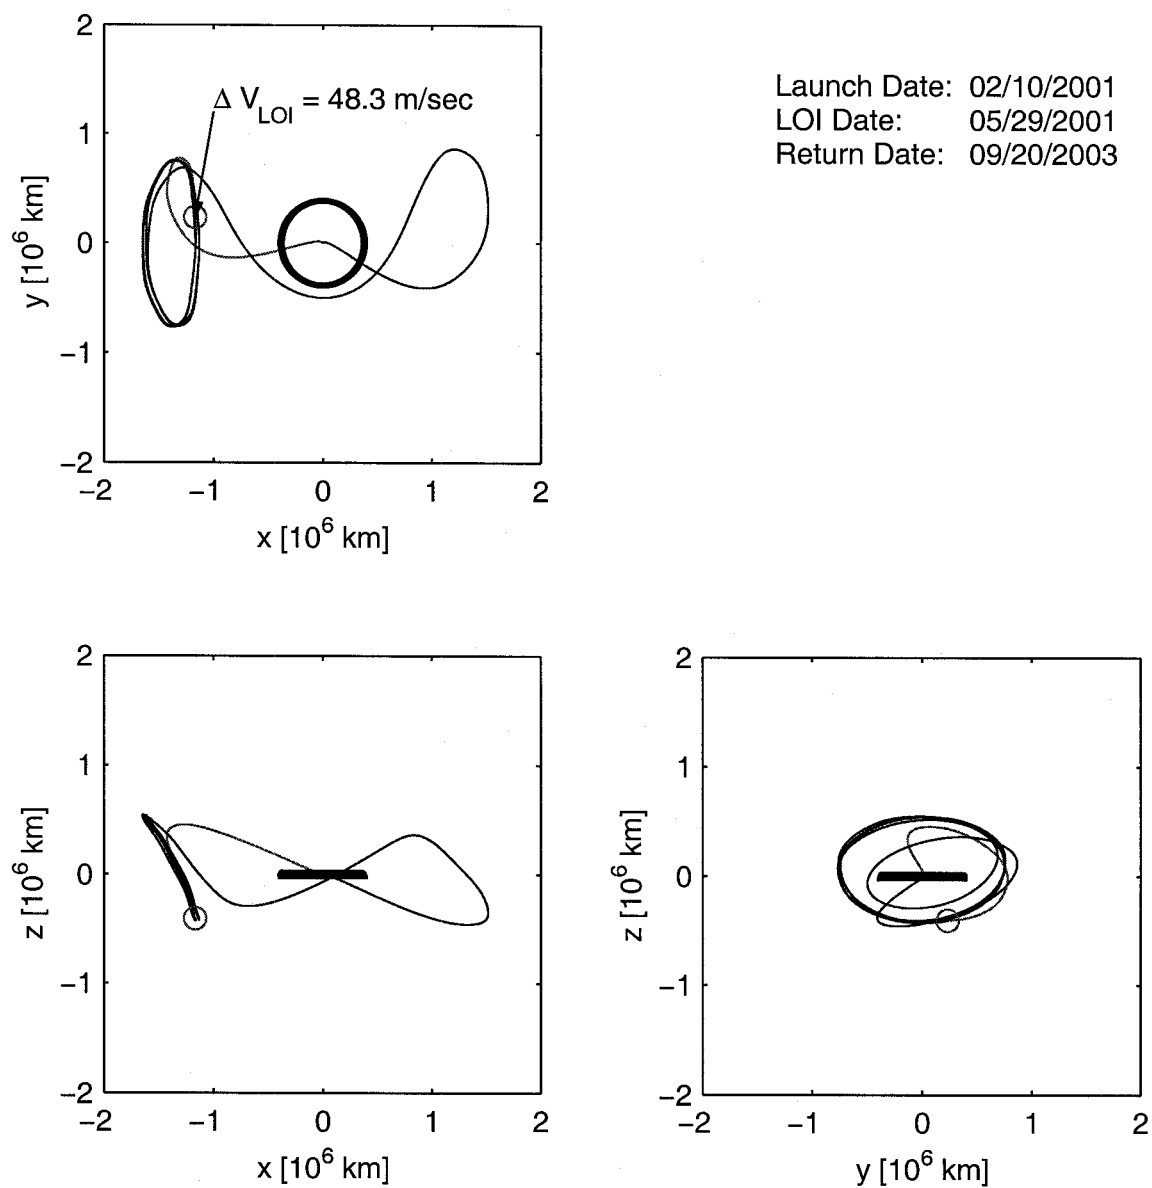 2
ΔV_LOI = 48.3 m/sec
1
y [10^6 km]
0
−1
−2
−2 −1 0 1 2
x [10^6 km]
Launch Date: 02/10/2001
LOI Date: 05/29/2001
Return Date: 09/20/2003
2
1
z [10^6 km]
0
−1
−2
−2 −1 0 1 2
x [10^6 km]
2
1
z [10^6 km]
0
−1
−2
−2 −1 0 1 2
y [10^6 km]